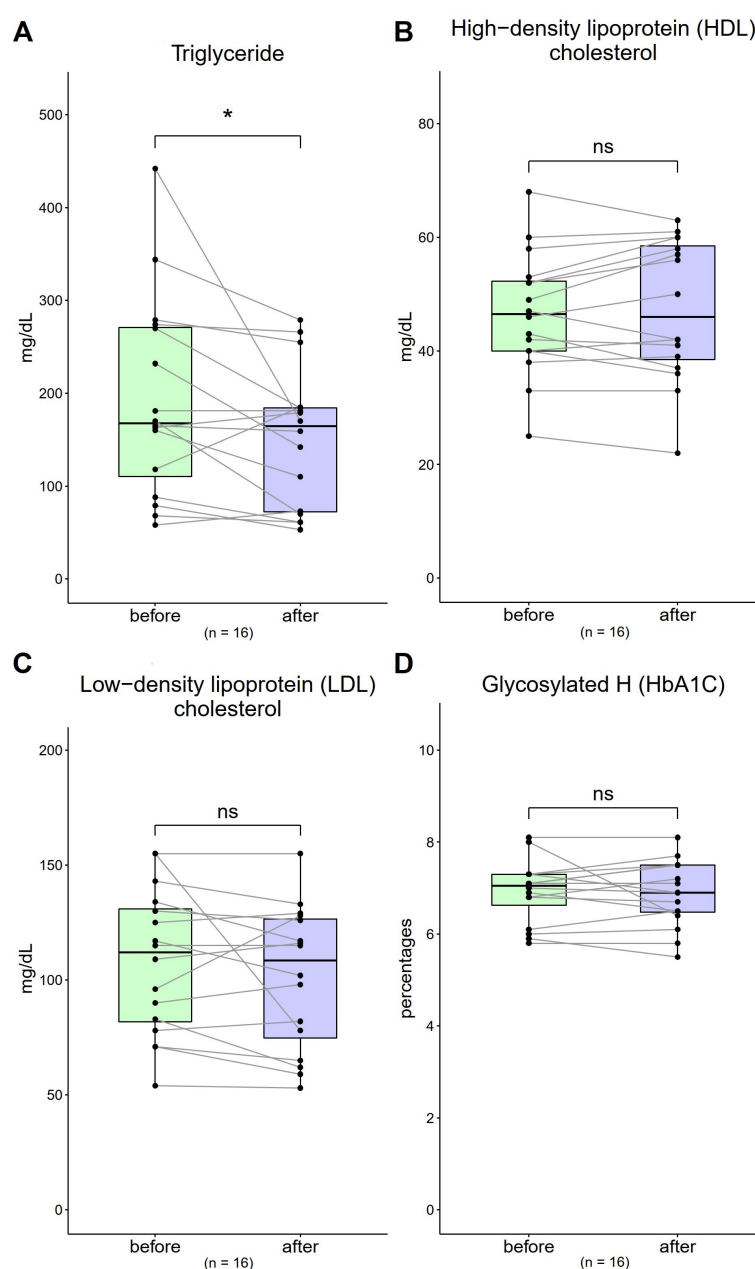 A
Triglyceride
*
500
400
300
200
100
0
mg/dL
before
after
(n = 16)
B
High−density lipoprotein (HDL)
cholesterol
ns
80
60
40
20
0
mg/dL
before
after
(n = 16)
C
Low−density lipoprotein (LDL)
cholesterol
ns
200
150
100
50
0
mg/dL
before
after
(n = 16)
D
Glycosylated H (HbA1C)
ns
10
8
6
4
2
0
percentages
before
after
(n = 16)